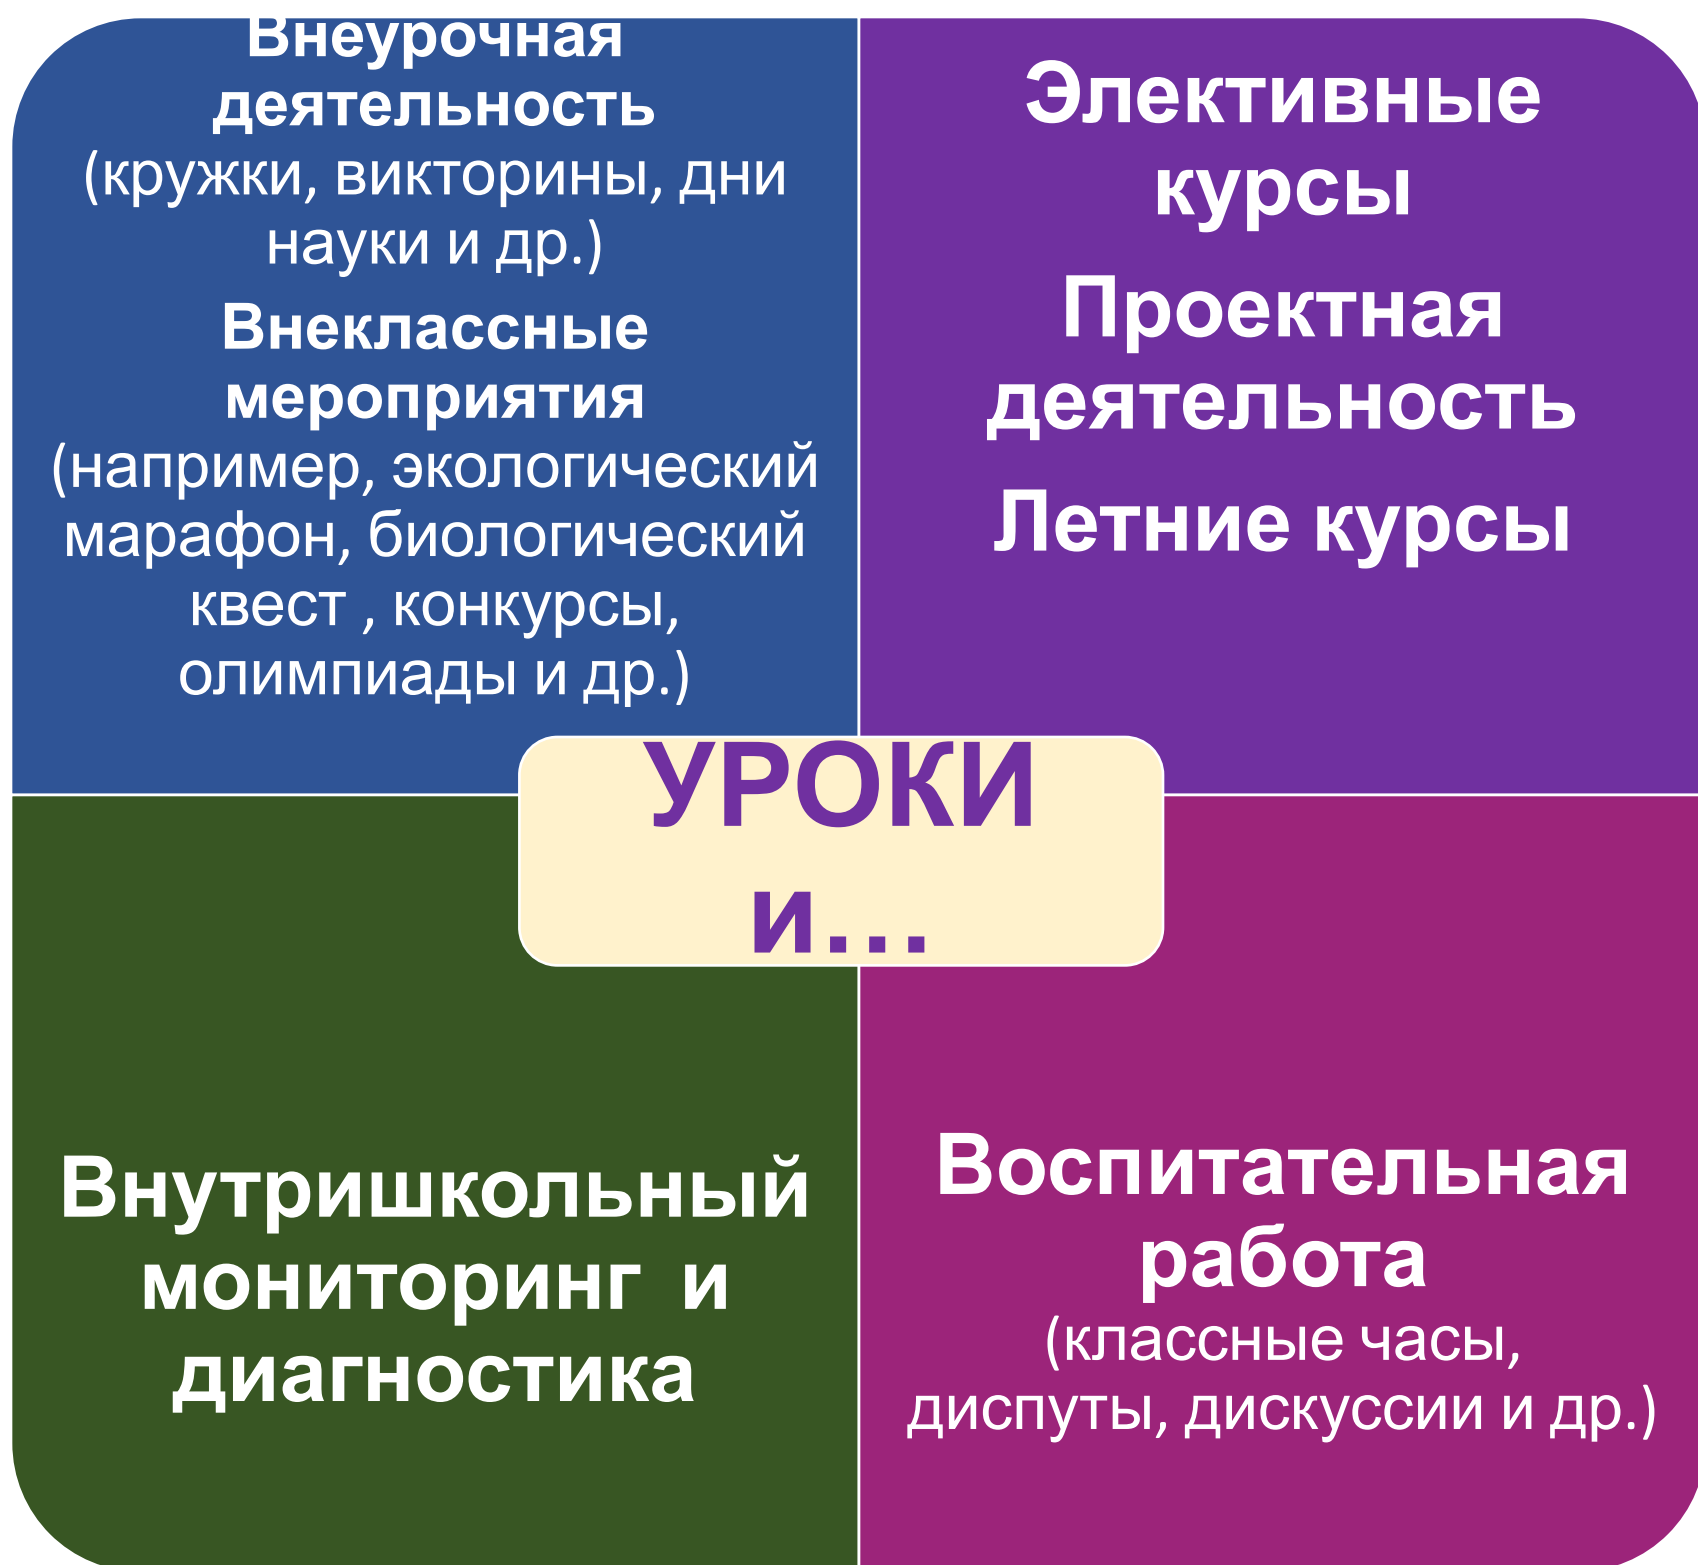 Внеурочная
деятельность
(кружки, викторины, дни
науки и др.)
Внеклассные
мероприятия
(например, экологический
марафон, биологический
квест , конкурсы,
олимпиады и др.)
Элективные
курсы
Проектная
деятельность
Летние курсы
УРОКИ
и...
Внутришкольный
мониторинг и
диагностика
Воспитательная
работа
(классные часы,
диспуты, дискуссии и др.)